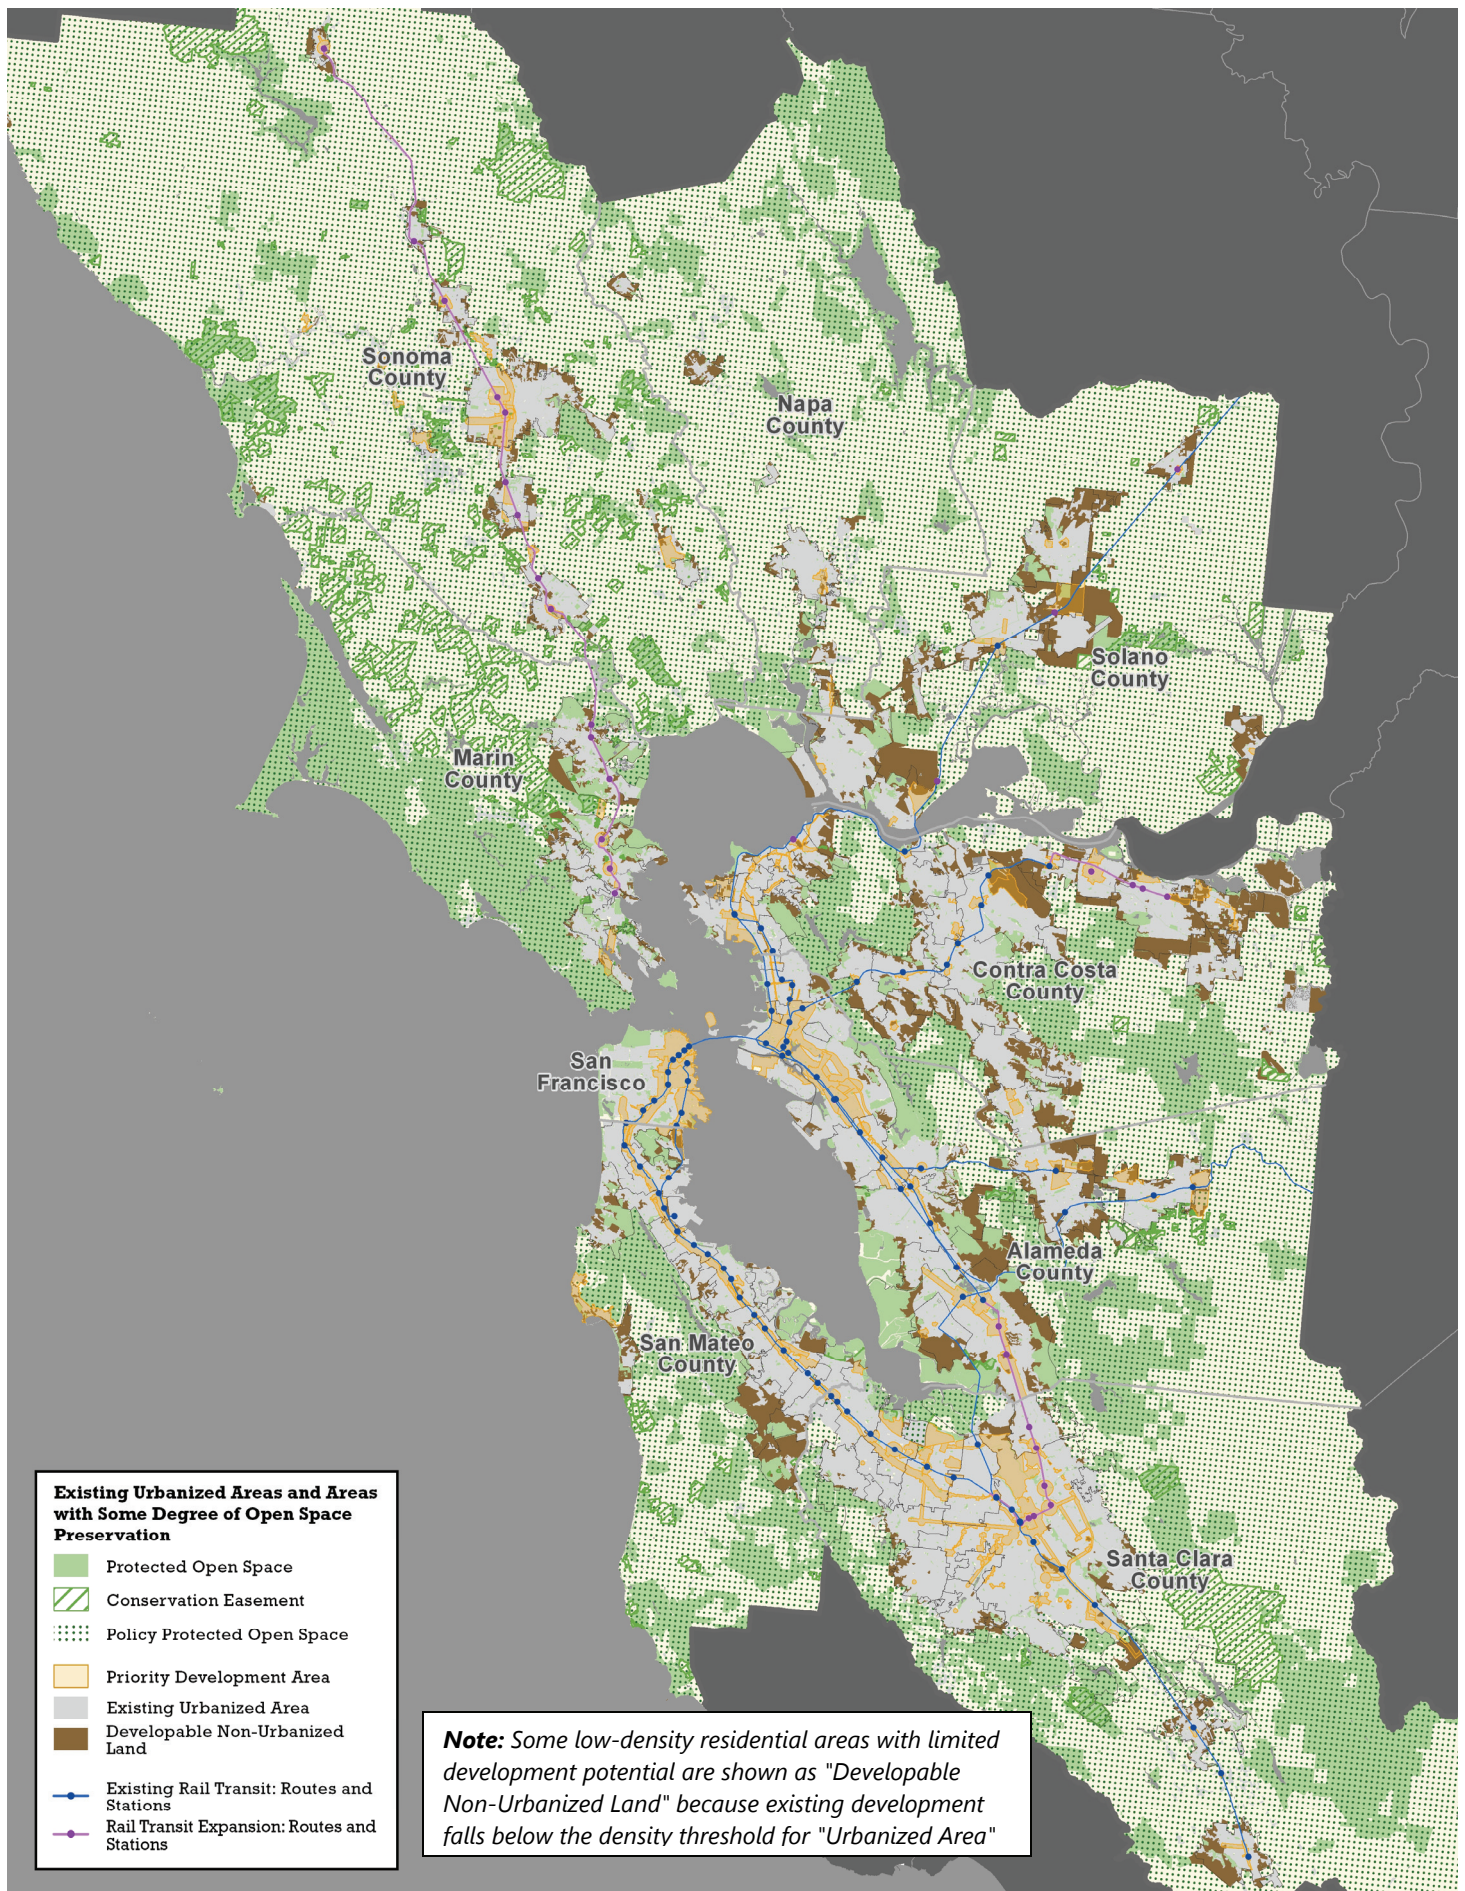 Sonoma
County
Napa
County
Solano
County
Marin
County
Contra Costa
County
San
Francisco
Alameda
County
San Mateo
County
Santa Clara
County
Existing Urbanized Areas and Areas
with Some Degree of Open Space
Preservation
Protected Open Space
Conservation Easement
Policy Protected Open Space
Priority Development Area
Existing Urbanized Area
Developable Non-Urbanized
Land
Existing Rail Transit: Routes and
Stations
Rail Transit Expansion: Routes and
Stations
Note: Some low-density residential areas with limited
development potential are shown as "Developable
Non-Urbanized Land" because existing development
falls below the density threshold for "Urbanized Area"